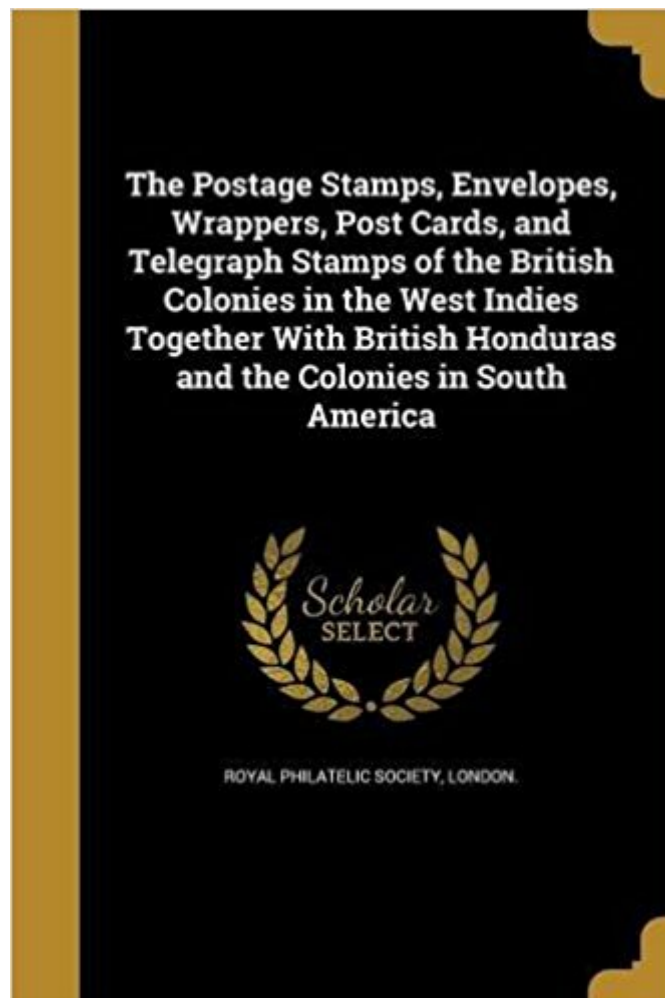 The Postage Stamps, Envelopes,
Wrappers, Post Cards, and
Telegraph Stamps of the British
Colonies in the West Indies
Together With British Honduras
and the Colonies in South
America
Scholar
SELECT
ROYAL PHILATELIC SOCIETY, LONDON.